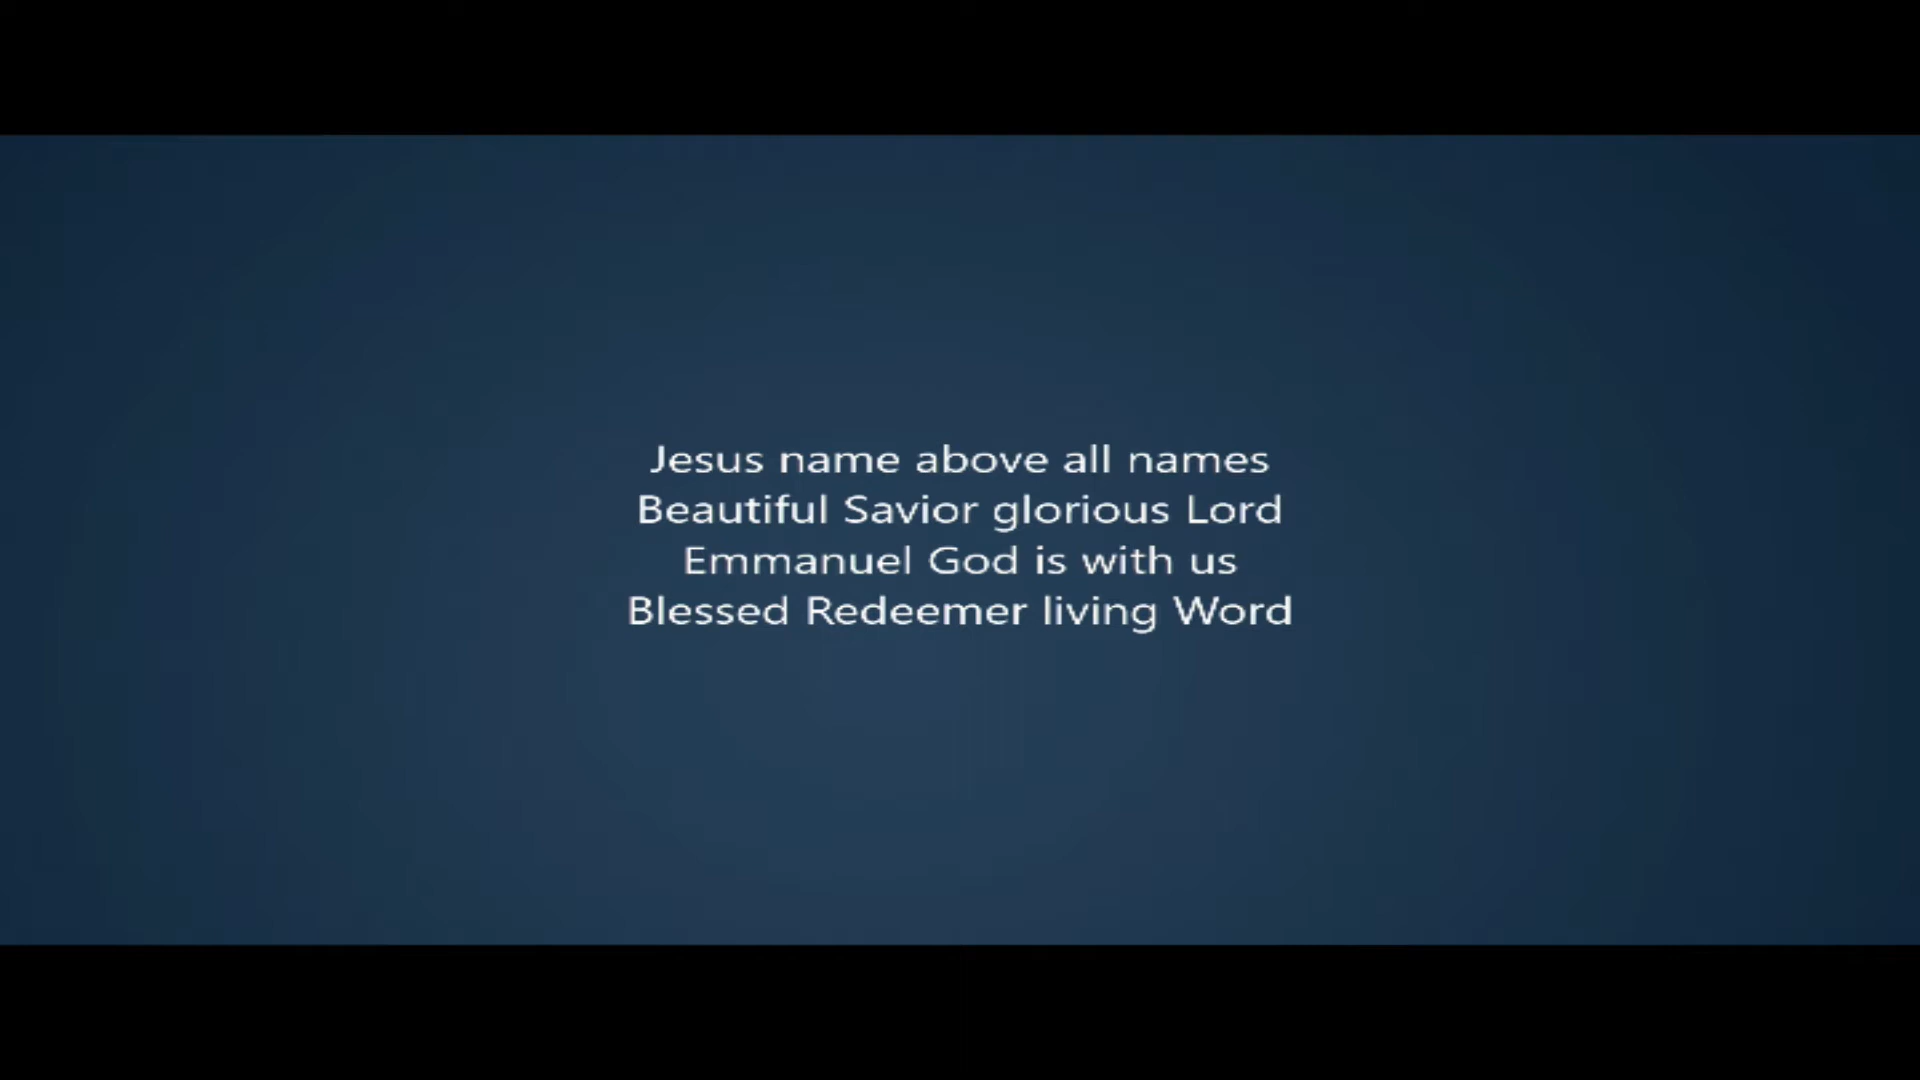 Jesus name above all names
Beautiful Savior glorious Lord
Emmanuel God is with us
Blessed Redeemer living Word